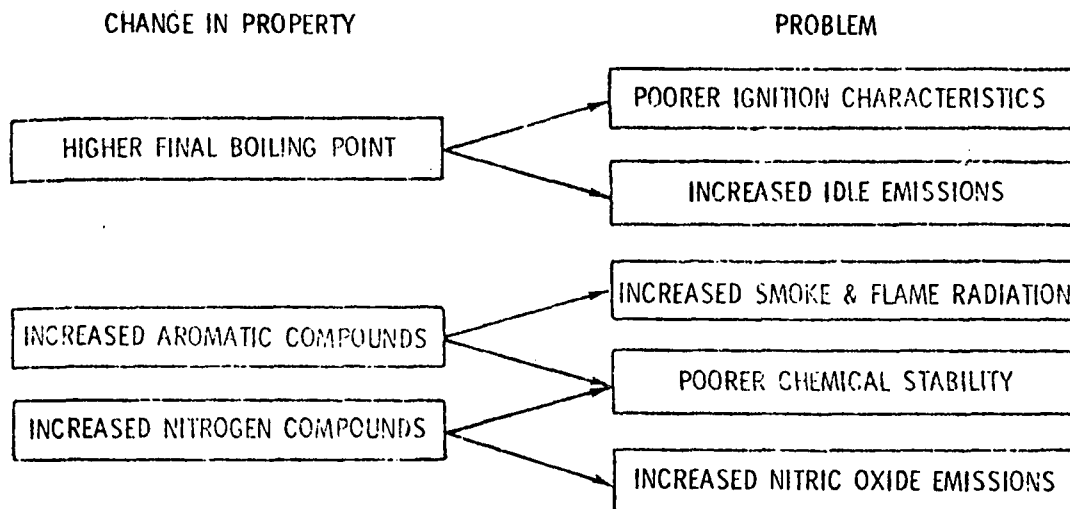 CHANGE IN PROPERTY
PROBLEM
POORER IGNITION CHARACTERISTICS
HIGHER FINAL BOILING POINT
INCREASED IDLE EMISSIONS
INCREASED SMOKE & FLAME RADIATION
INCREASED AROMATIC COMPOUNDS
POORER CHEMICAL STABILITY
INCREASED NITROGEN COMPOUNDS
INCREASED NITRIC OXIDE EMISSIONS